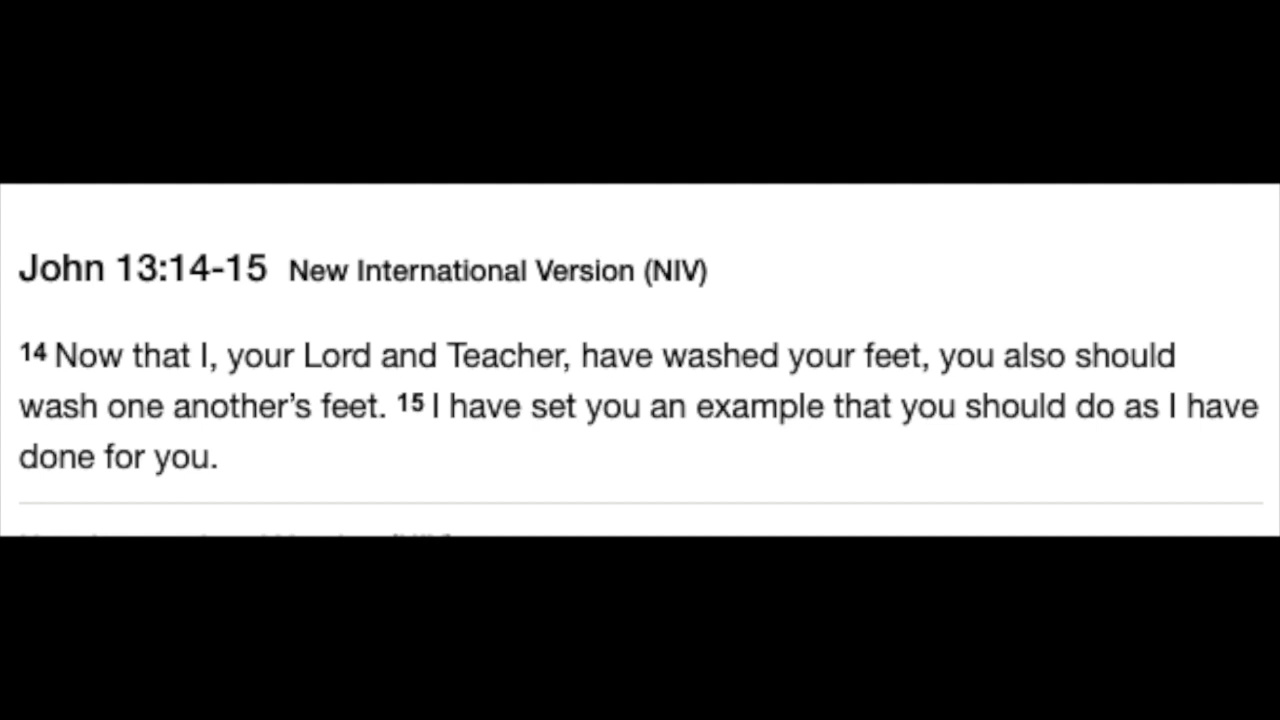 John 13:14-15 New International Version (NIV)
14 Now that I, your Lord and Teacher, have washed your feet, you also should
wash one another’s feet. 15 I have set you an example that you should do as I have
done for you.